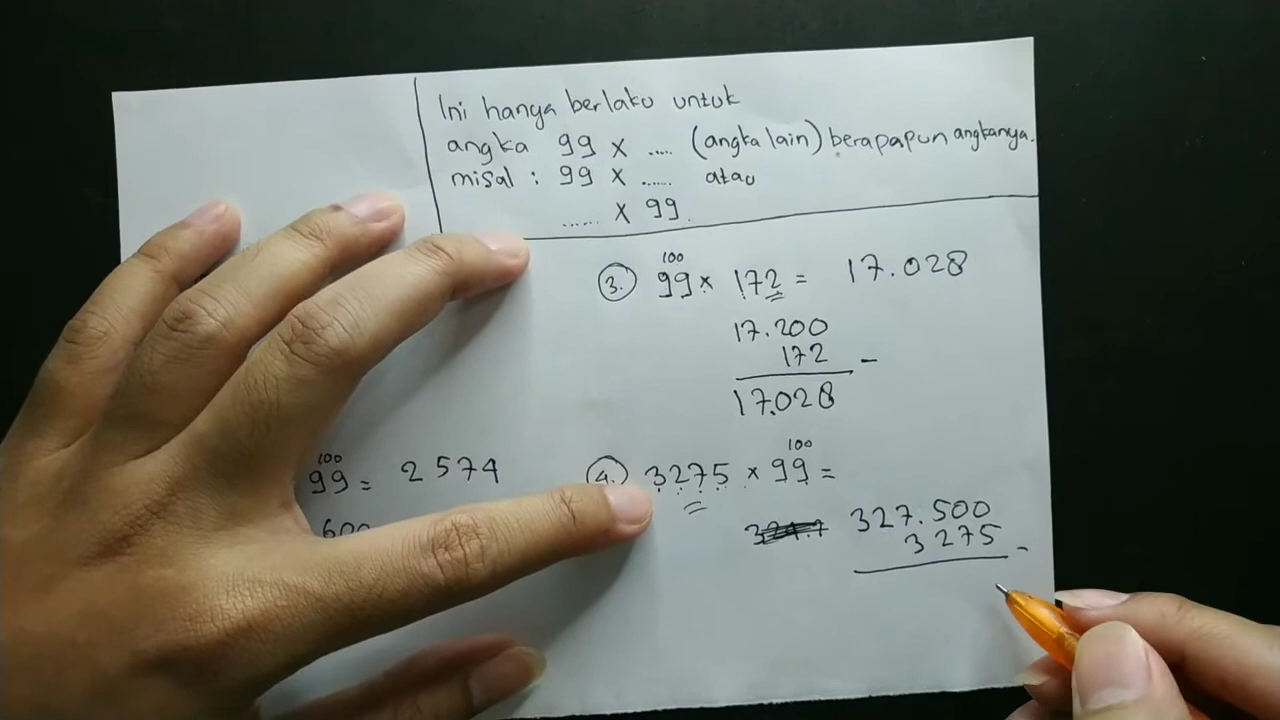 Ini hanya berlaku untuk
angka 99 x ..... (angka lain) berapapun angkanya.
misal : 99 x ...... atau
...... x 99.
100
3. 99 x 172 = 17.028
17.200
172 -
17.028
100
99 = 2574
600
100
4. 3275 x 99 =
327.500
3275 -